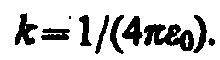 k = 1/(4πε₀).